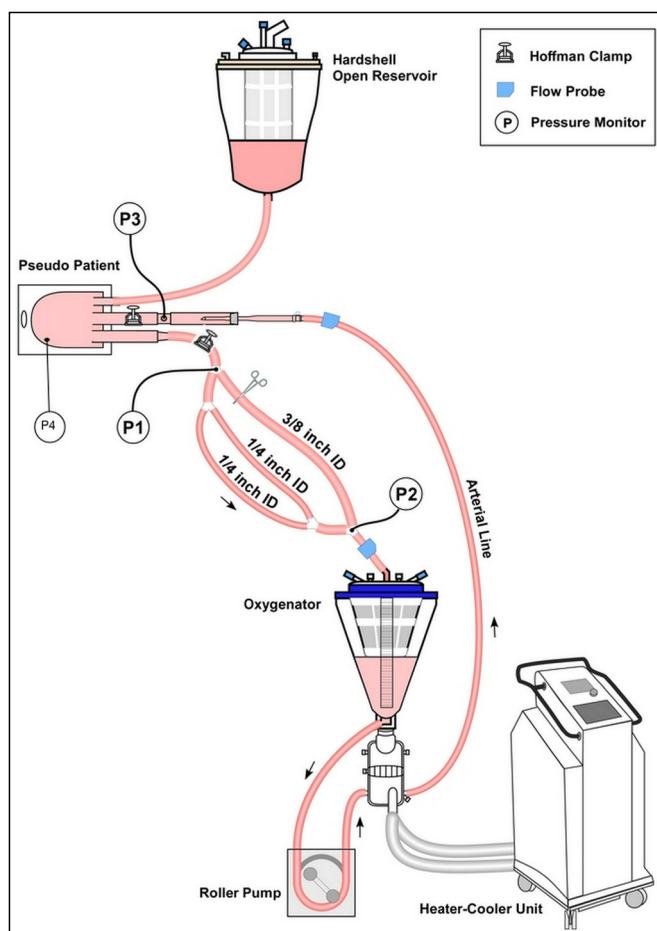 Hardshell
Open Reservoir
Hoffman Clamp
Flow Probe
P Pressure Monitor
P3
Pseudo Patient
P4
P1
3/8 inch ID
1/4 inch ID
1/4 inch ID
P2
Arterial Line
Oxygenator
Roller Pump
Heater-Cooler Unit